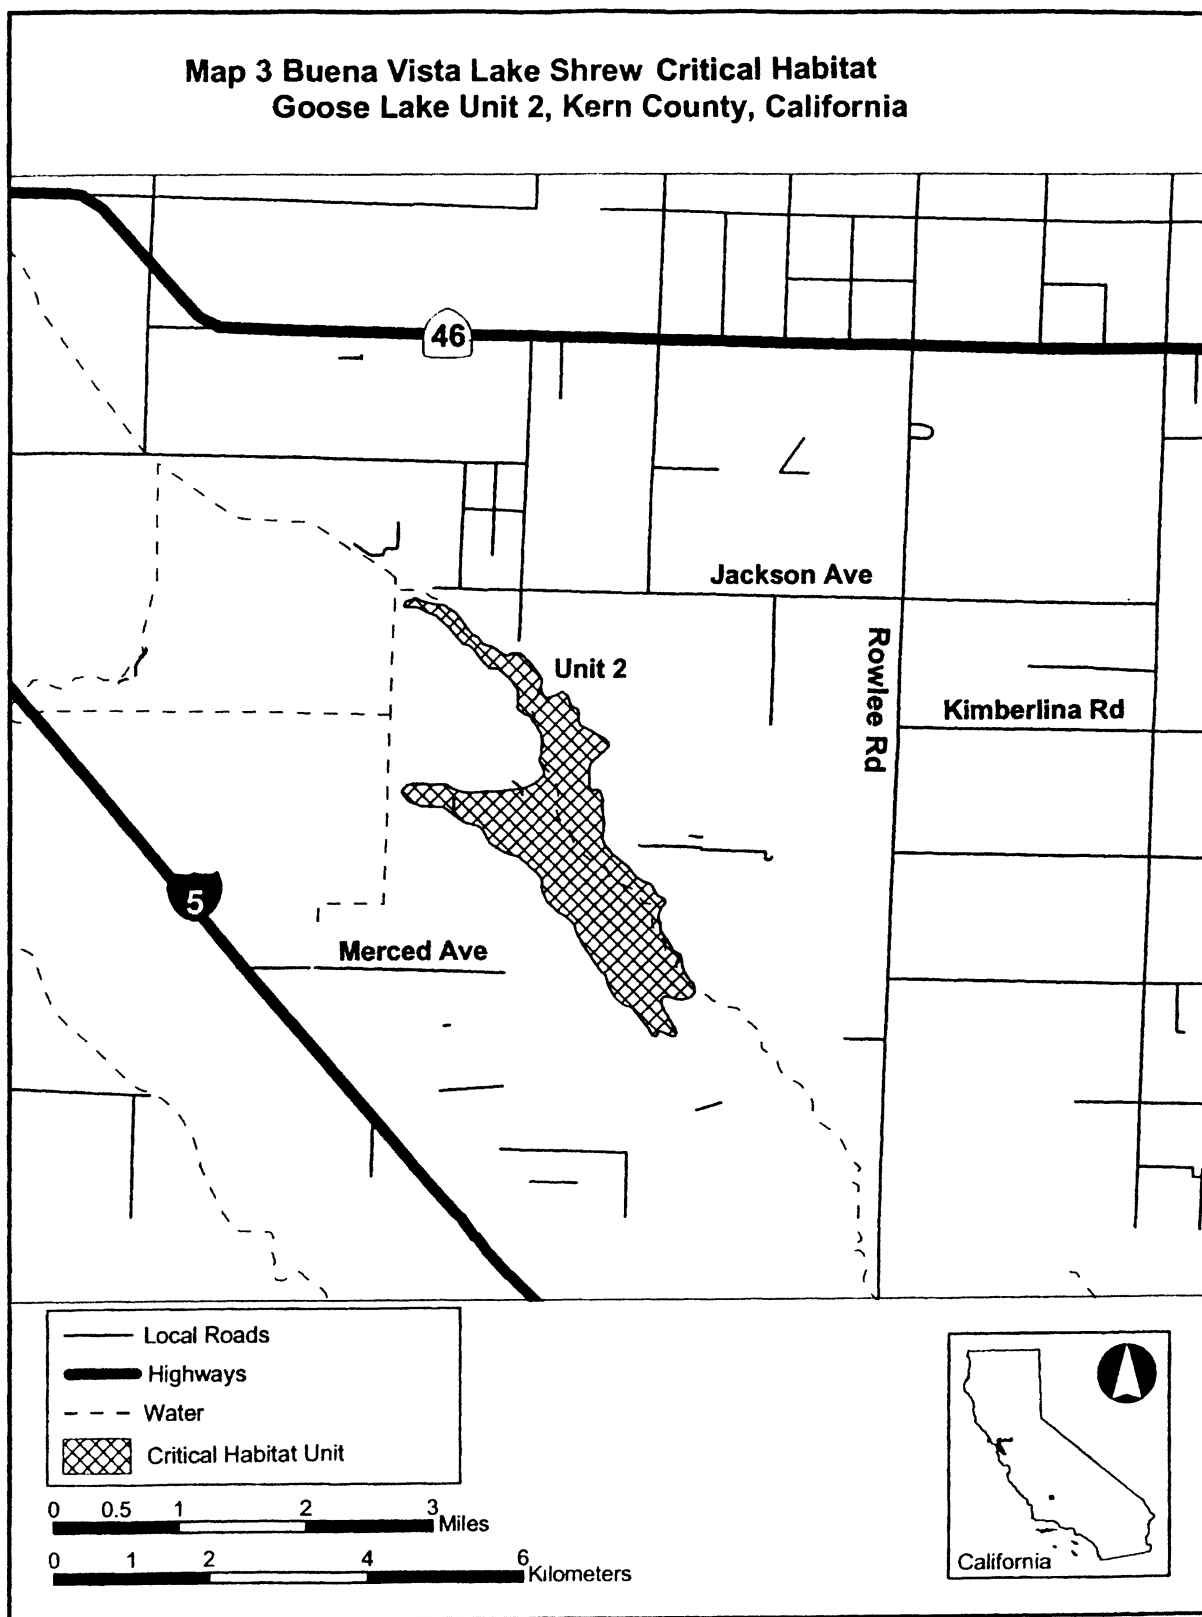 Map 3 Buena Vista Lake Shrew Critical Habitat
Goose Lake Unit 2, Kern County, California
46
Jackson Ave
Unit 2
Rowlee Rd
Kimberlina Rd
5
Merced Ave
Local Roads
Highways
Water
Critical Habitat Unit
0 0.5 1 2 3
Miles
0 1 2 4 6
Kilometers
California